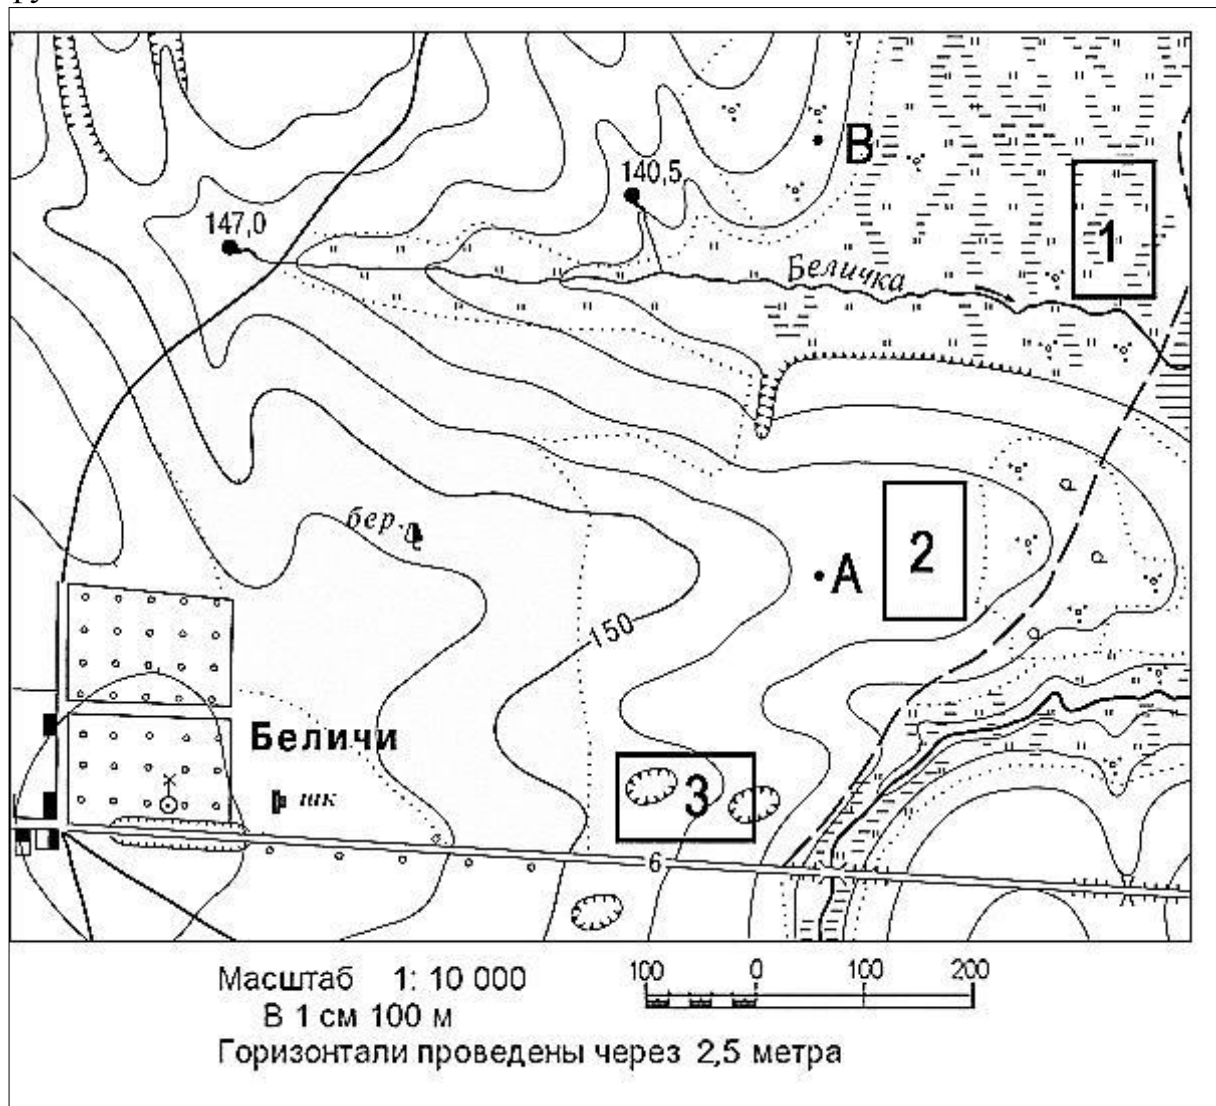 В
140,5
147,0
1
Беличка
2
бер.
А
150
Беличи
3
шк
6
Масштаб 1: 10 000
100 0 100 200
В 1 см 100 м
Горизонтали проведены через 2,5 метра